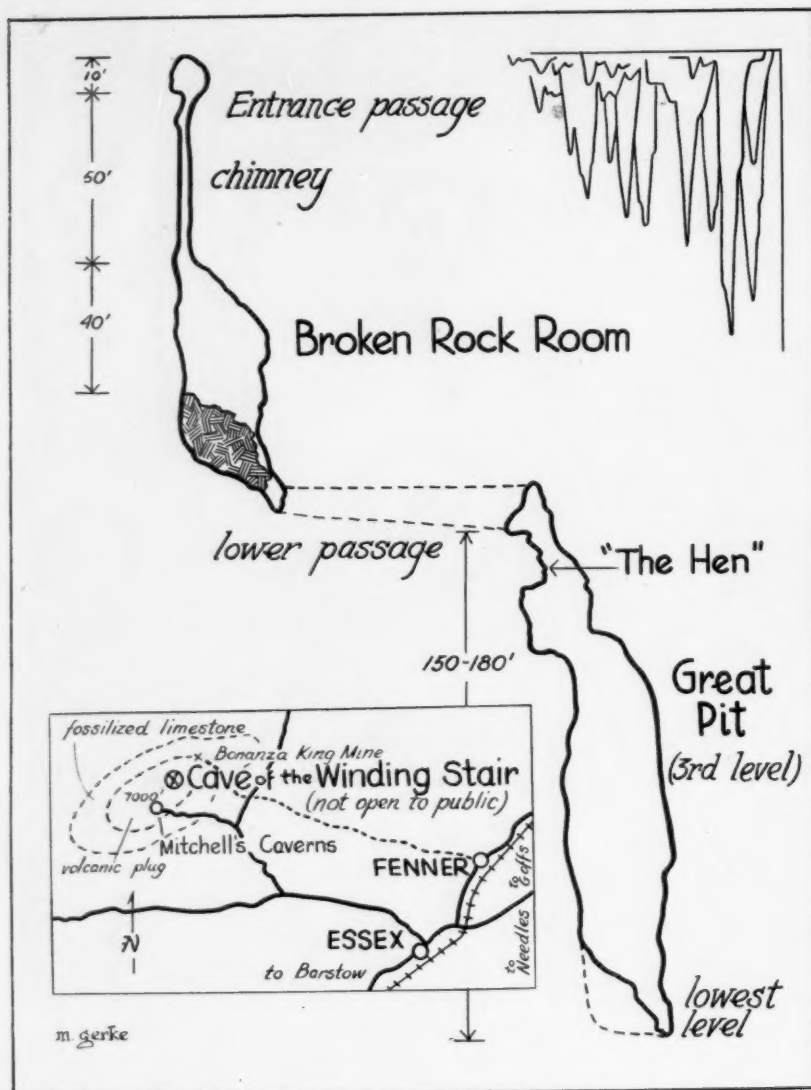 10'
Entrance passage
50'
chimney
40'
Broken Rock Room
lower passage
"The Hen"
150-180'
Great
Pit
(3rd level)
fossilized limestone
Bonanza King Mine
Cave of the Winding Stair
(not open to public)
7000'
Mitchell's Caverns
volcanic plug
FENNER
to Goffs
N
ESSEX
to Barstow
to Needles
lowest
level
m. gerke